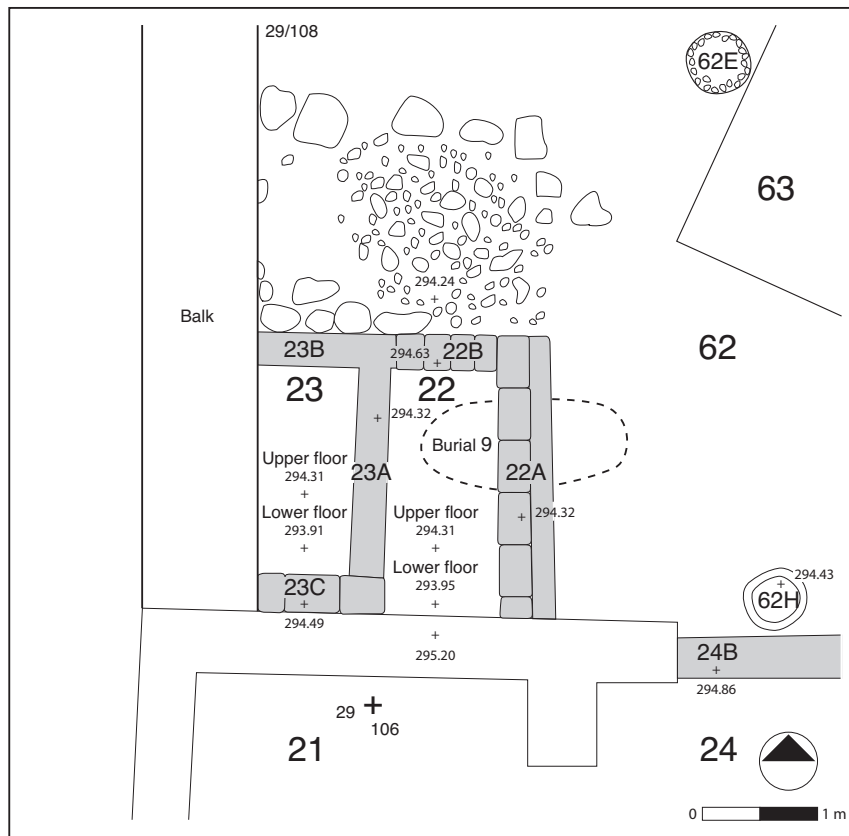 29/108
62E
63
294.24
Balk
62
23B
294.63
22B
23
22
294.32
Burial 9
Upper floor
294.31
23A
22A
Lower floor
293.91
Upper floor
294.31
294.32
Lower floor
293.95
23C
294.49
294.43
62H
295.20
24B
294.86
29
106
21
24
0
1 m